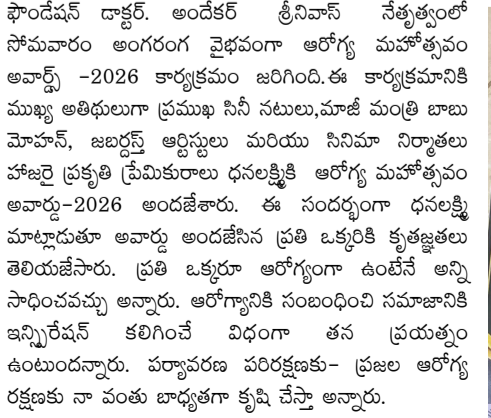 ఫౌండేషన్ డాక్టర్. అందేకర్ శ్రీనివాస్ నేతృత్వంలో
సోమవారం అంగరంగ వైభవంగా ఆరోగ్య మహోత్సవం
అవార్డ్స్ -2026 కార్యక్రమం జరిగింది.ఈ కార్యక్రమానికి
ముఖ్య అతిథులుగా ప్రముఖ సినీ నటులు,మాజీ మంత్రి బాబు
మోహన్, జబర్దస్త్ ఆర్టిస్టులు మరియు సినిమా నిర్మాతలు
హాజరై ప్రకృతి ప్రేమికురాలు ధనలక్ష్మికి ఆరోగ్య మహోత్సవం
అవార్డు-2026 అందజేశారు. ఈ సందర్భంగా ధనలక్ష్మి
మాట్లాడుతూ అవార్డు అందజేసిన ప్రతి ఒక్కరికి కృతజ్ఞతలు
తెలియజేసారు. ప్రతి ఒక్కరూ ఆరోగ్యంగా ఉంటేనే అన్ని
సాధించవచ్చు అన్నారు. ఆరోగ్యానికి సంబంధించి సమాజానికి
ఇన్స్పిరేషన్ కలిగించే విధంగా తన ప్రయత్నం
ఉంటుందన్నారు. పర్యావరణ పరిరక్షణకు- ప్రజల ఆరోగ్య
రక్షణకు నా వంతు బాధ్యతగా కృషి చేస్తా అన్నారు.